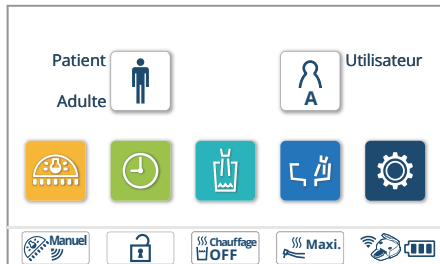 Patient
Utilisateur
Adulte
A
Manuel
Chauffage
OFF
Maxi.